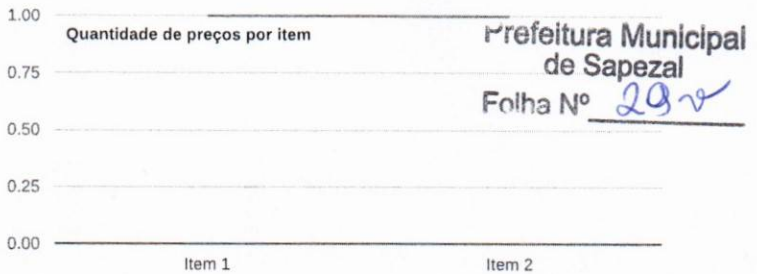 1.00
Quantidade de preços por item
Prefeitura Municipal
de Sapezal
Folha Nº 29 v
0.75
0.50
0.25
0.00
Item 1 Item 2